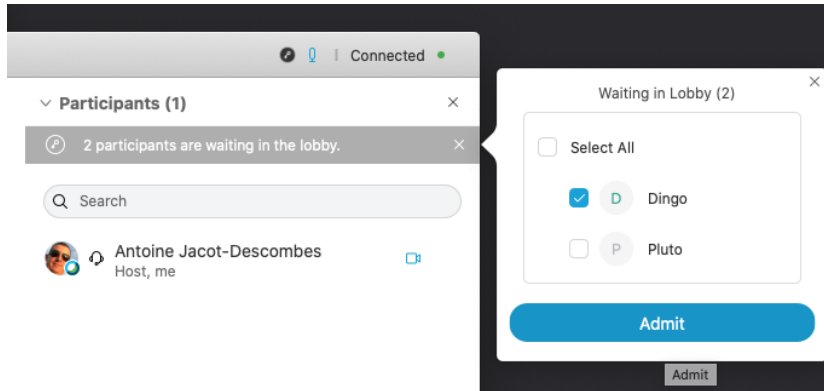 Connected
Participants (1)
2 participants are waiting in the lobby.
Search
Antoine Jacot-Descombes
Host, me
Waiting in Lobby (2)
Select All
D Dingo
P Pluto
Admit
Admit